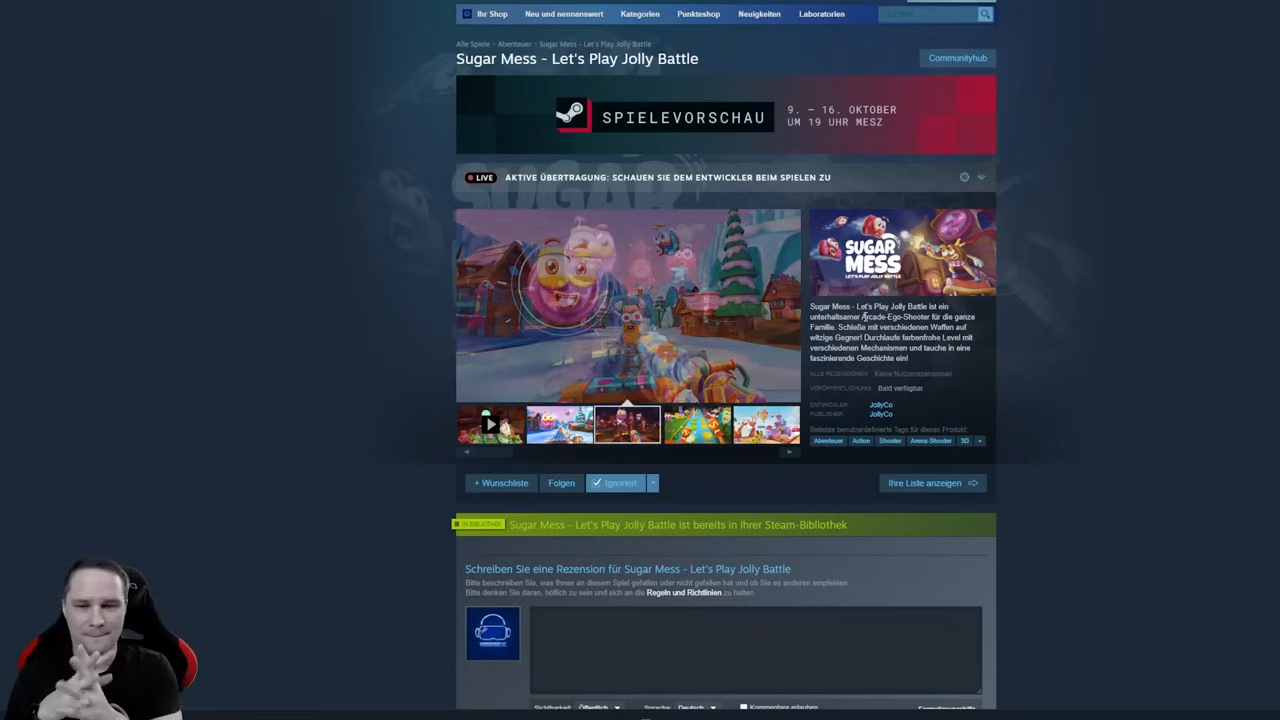 Ihr Shop Neu und nennenswert Kategorien Punkteshop Neuigkeiten Laboratorien
Alle Spiele > Abenteuer > Sugar Mess - Let's Play Jolly Battle
Sugar Mess - Let's Play Jolly Battle
Communityhub
SPIELEVORSCHAU
9. — 16. OKTOBER
UM 19 UHR MESZ
LIVE AKTIVE ÜBERTRAGUNG: SCHAUEN SIE DEM ENTWICKLER BEIM SPIELEN ZU
SUGAR
SUGAR
MESS
LET'S PLAY JOLLY BATTLE
Sugar Mess - Let's Play Jolly Battle ist ein
unterhaltsamer Arcade-Ego-Shooter für die ganze
Familie. Schieße mit verschiedenen Waffen auf
witzige Gegner! Durchlaufe farbenfrohe Level mit
verschiedenen Mechanismen und tauche in eine
faszinierende Geschichte ein!
ALLE REZENSIONEN: Keine Nutzerrezensionen
VERÖFFENTLICHUNG: Bald verfügbar
ENTWICKLER: JollyCo
PUBLISHER: JollyCo
Beliebte benutzerdefinierte Tags für dieses Produkt:
Abenteuer Action Shooter Arena-Shooter 3D +
+ Wunschliste Folgen Ignoriert Ihre Liste anzeigen
IN BIBLIOTHEK Sugar Mess - Let's Play Jolly Battle ist bereits in Ihrer Steam-Bibliothek
Schreiben Sie eine Rezension für Sugar Mess - Let's Play Jolly Battle
Bitte beschreiben Sie, was Ihnen an diesem Spiel gefallen oder nicht gefallen hat und ob Sie es anderen empfehlen
Bitte denken Sie daran, höflich zu sein und sich an die Regeln und Richtlinien zu halten.
Sichtbarkeit: Öffentlich Sprache: Deutsch Kommentare erlauben Formatierungshilfe